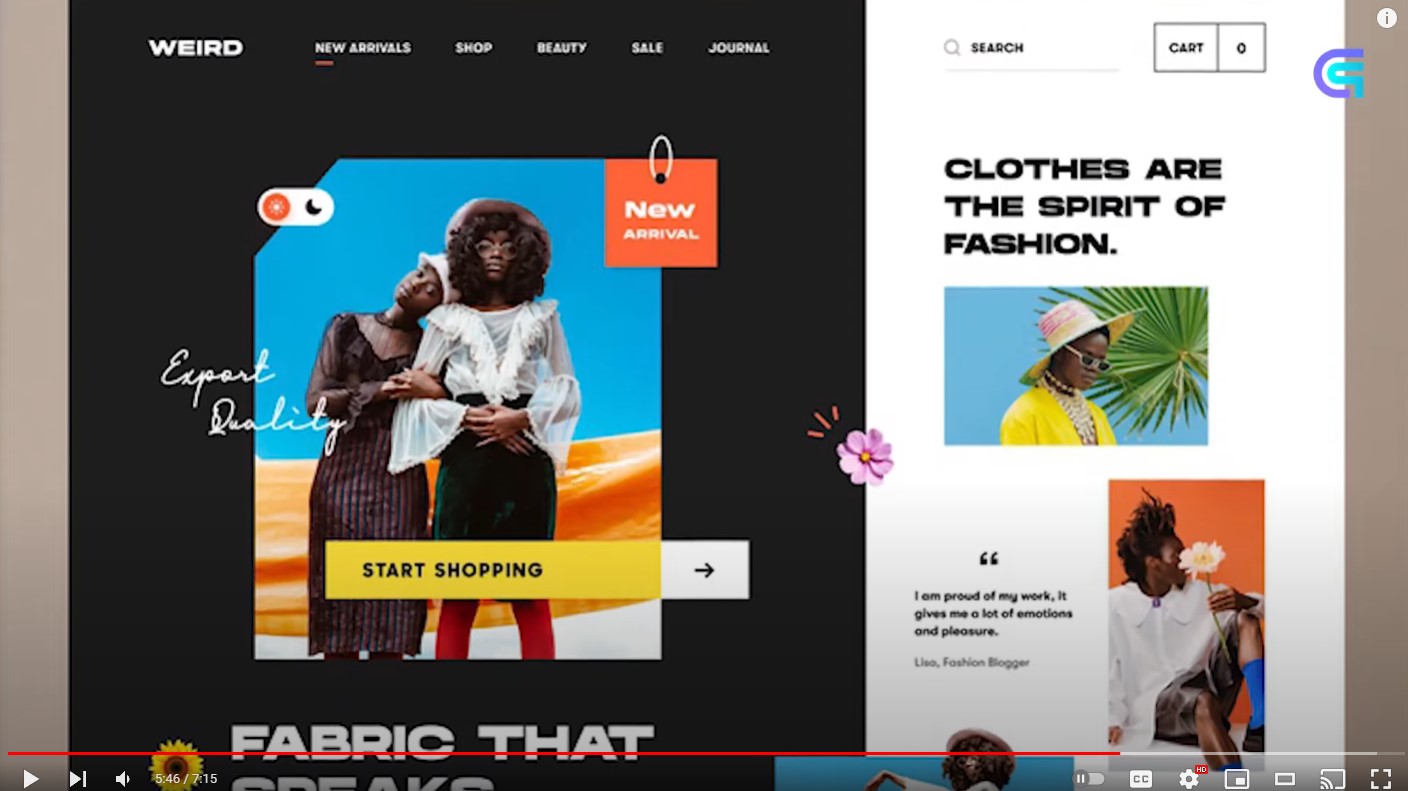 WEIRD
NEW ARRIVALS
SHOP
BEAUTY
SALE
JOURNAL
SEARCH
CART 0
New
ARRIVAL
CLOTHES ARE
THE SPIRIT OF
FASHION.
Export
Quality
START SHOPPING
“
I am proud of my work, it
gives me a lot of emotions
and pleasure.
Lisa, Fashion Blogger
FABRIC THAT
SPEAKS
5:46 / 7:15
CC
HD